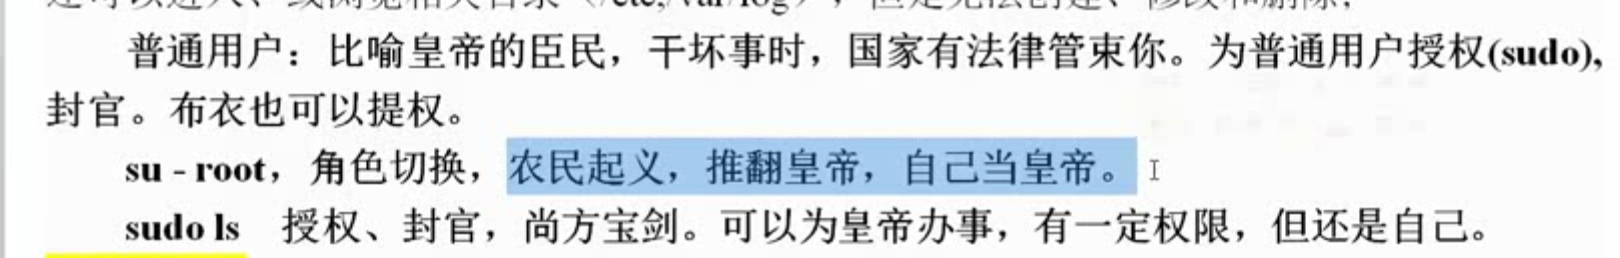 普通用户：比喻皇帝的臣民，干坏事时，国家有法律管束你。为普通用户授权(sudo),
封官。布衣也可以提权。
su - root，角色切换，农民起义，推翻皇帝，自己当皇帝。
sudo ls 授权、封官，尚方宝剑。可以为皇帝办事，有一定权限，但还是自己。